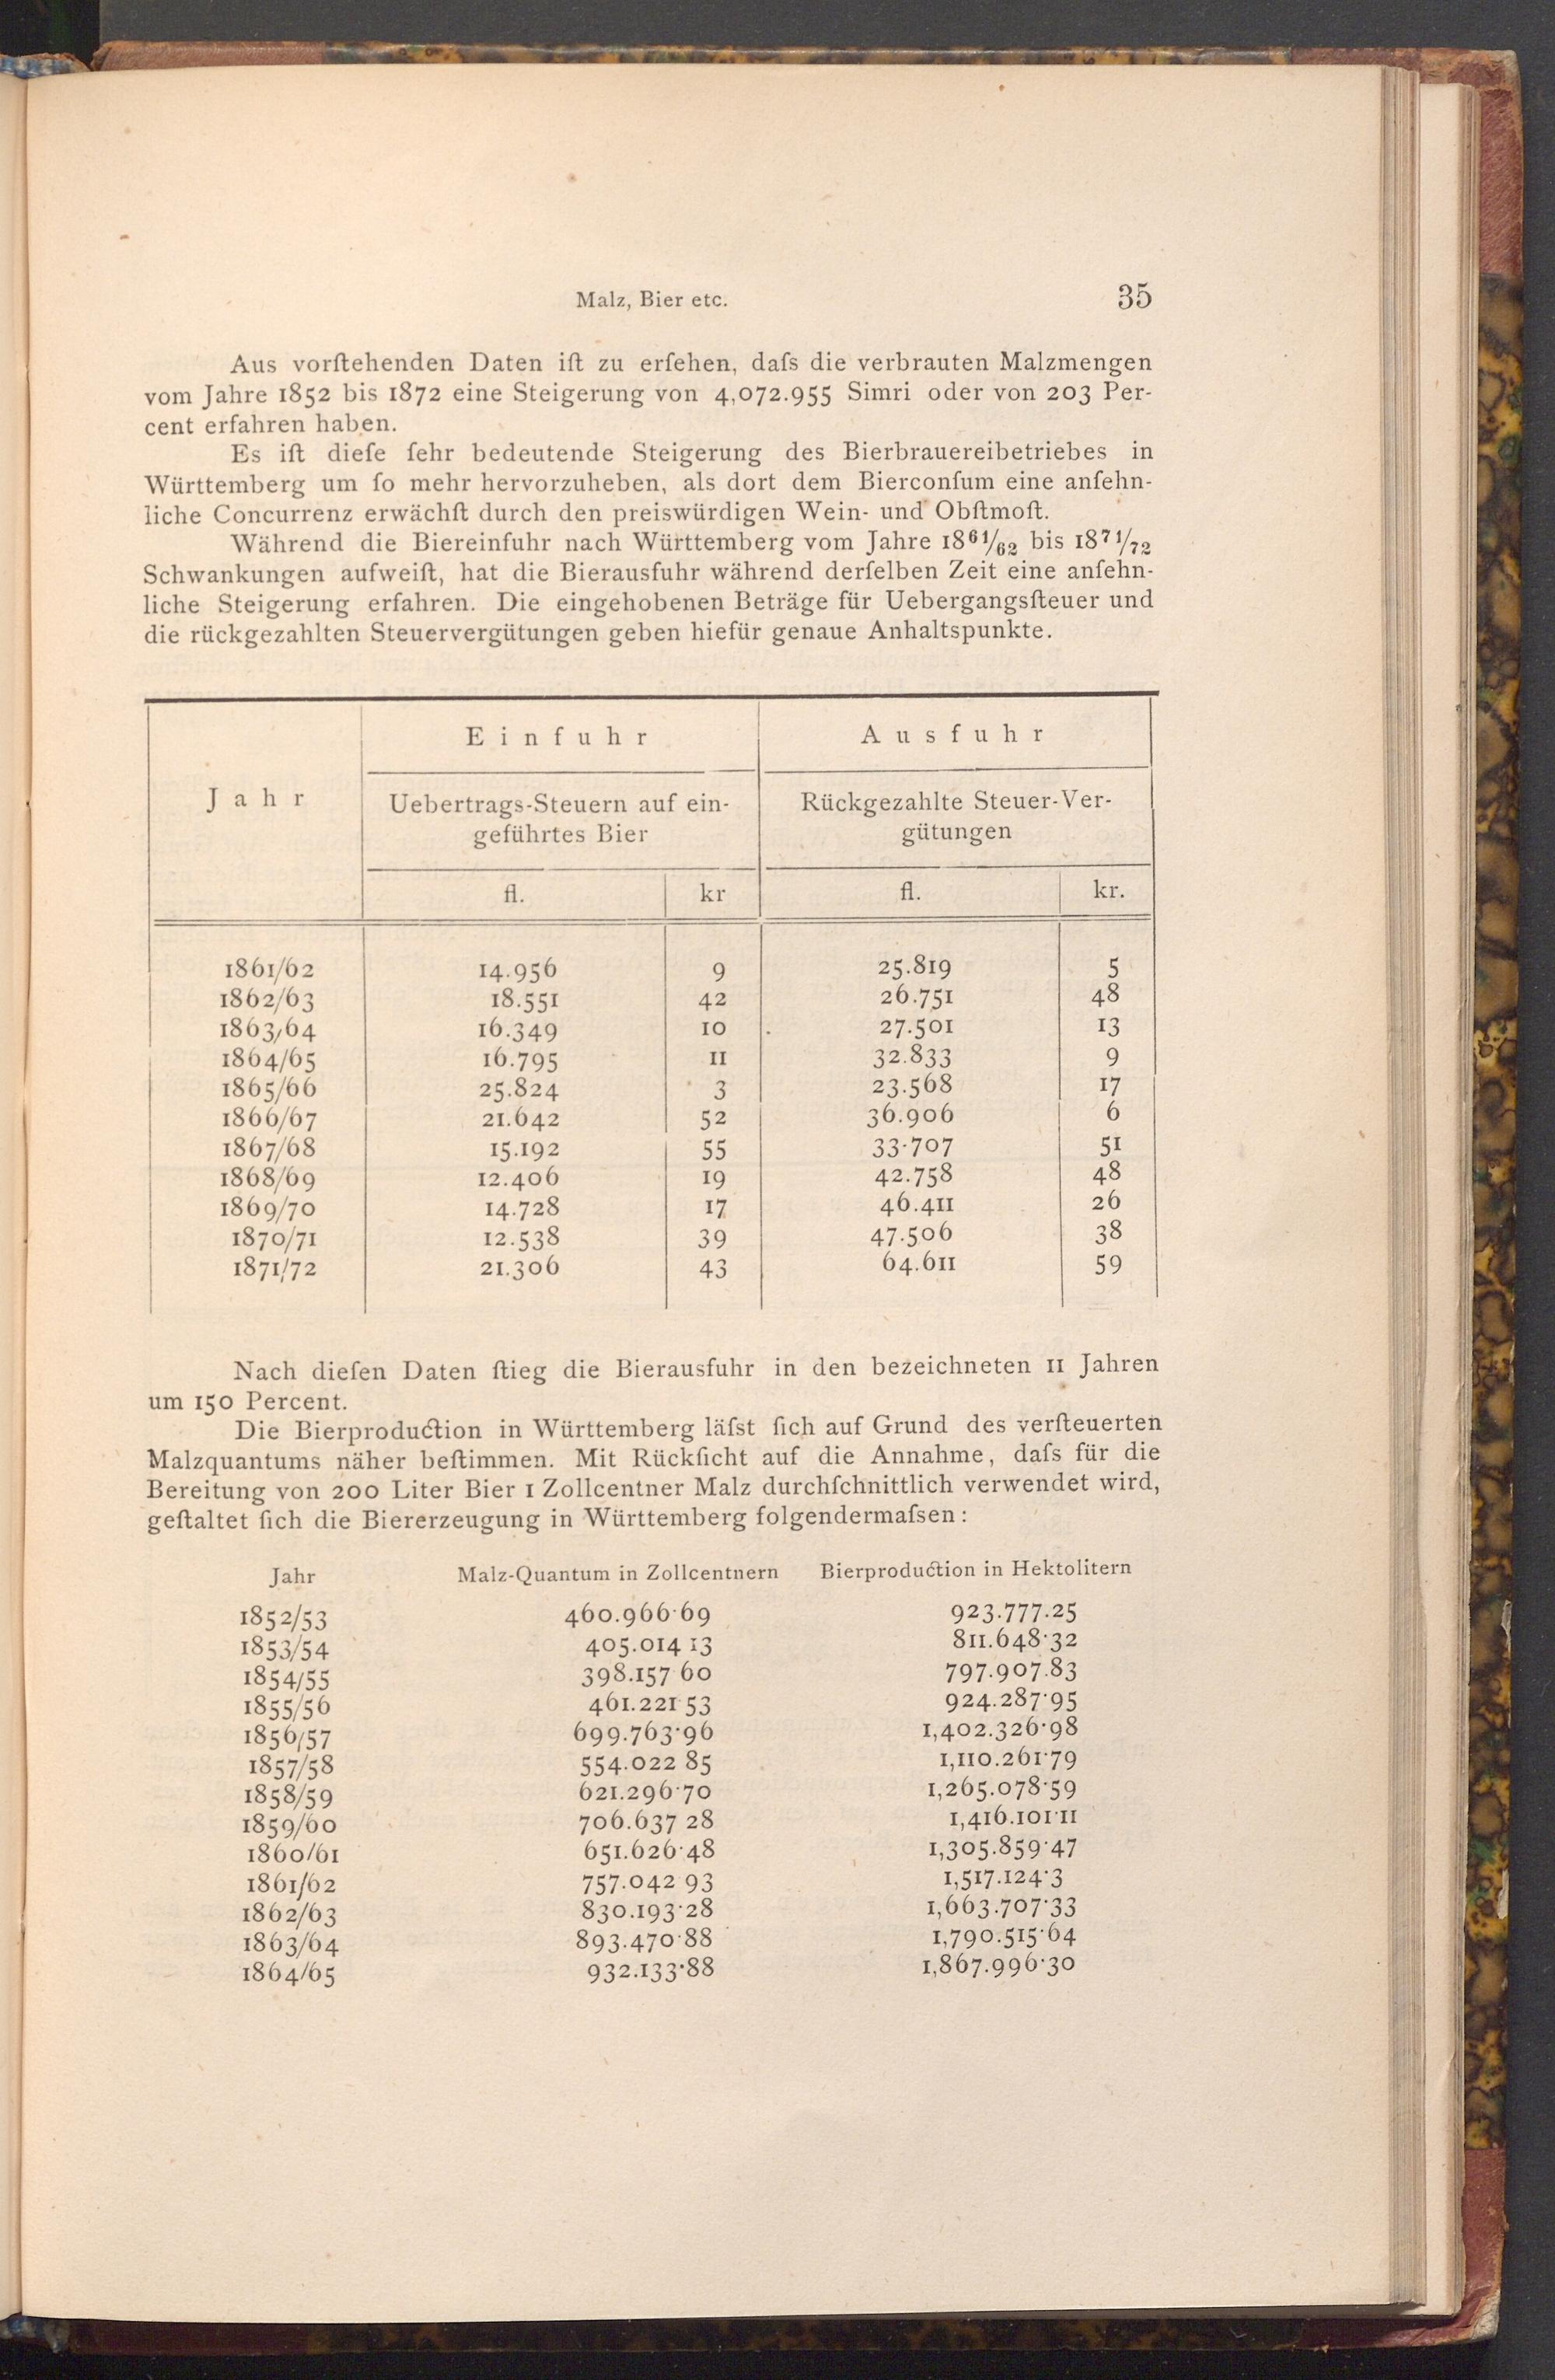 Malz, Bier etc. 35
Aus vorſtehenden Daten iſt zu erſehen, daſs die verbrauten Malzmengen
vom Jahre 1852 bis 1872 eine Steigerung von 4,072.955 Simri oder von 203 Per-
cent erfahren haben.
Es iſt dieſe ſehr bedeutende Steigerung des Bierbrauereibetriebes in
Württemberg um ſo mehr hervorzuheben, als dort dem Bierconſum eine anſehn-
liche Concurrenz erwächſt durch den preiswürdigen Wein- und Obſtmoſt.
Während die Biereinfuhr nach Württemberg vom Jahre 1861/62 bis 1871/72
Schwankungen aufweiſt, hat die Bierausfuhr während derſelben Zeit eine anſehn-
liche Steigerung erfahren. Die eingehobenen Beträge für Uebergangsſteuer und
die rückgezahlten Steuervergütungen geben hiefür genaue Anhaltspunkte.
Jahr Einfuhr Ausfuhr
Uebertrags-Steuern auf ein- Rückgezahlte Steuer-Ver-
geführtes Bier gütungen
fl. kr fl. kr.
1861/62 14.956 9 25.819 5
1862/63 18.551 42 26.751 48
1863/64 16.349 10 27.501 13
1864/65 16.795 11 32.833 9
1865/66 25.824 3 23.568 17
1866/67 21.642 52 36.906 6
1867/68 15.192 55 33.707 51
1868/69 12.406 19 42.758 48
1869/70 14.728 17 46.411 26
1870/71 12.538 39 47.506 38
1871/72 21.306 43 64.611 59
Nach dieſen Daten ſtieg die Bierausfuhr in den bezeichneten 11 Jahren
um 150 Percent.
Die Bierproduction in Württemberg läſst ſich auf Grund des verſteuerten
Malzquantums näher beſtimmen. Mit Rückſicht auf die Annahme, daſs für die
Bereitung von 200 Liter Bier 1 Zollcentner Malz durchſchnittlich verwendet wird,
geſtaltet ſich die Biererzeugung in Württemberg folgendermaſsen:
Jahr Malz-Quantum in Zollcentnern Bierproduction in Hektolitern
1852/53 460.966·69 923.777·25
1853/54 405.014 13 811.648·32
1854/55 398.157 60 797.907.83
1855/56 461.221·53 924.287·95
1856/57 699.763·96 1,402.326·98
1857/58 554.022 85 1,110.261·79
1858/59 621.296·70 1,265.078·59
1859/60 706.637 28 1,416.101·11
1860/61 651.626·48 1,305.859·47
1861/62 757.042 93 1,517.124·3
1862/63 830.193·28 1,663.707·33
1863/64 893.470·88 1,790.515·64
1864/65 932.133·88 1,867.996·30